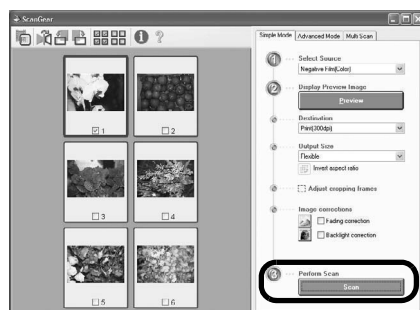 ScanGear
Simple Mode Advanced Mode Multi Scan
1 Select Source
Negative Film(Color)
2 Display Preview Image
Preview
Destination
Print(300dpi)
Output Size
Flexible
Invert aspect ratio
Adjust cropping frames
Image corrections
Fading correction
Backlight correction
3 Perform Scan
Scan
1
2
3
4
5
6